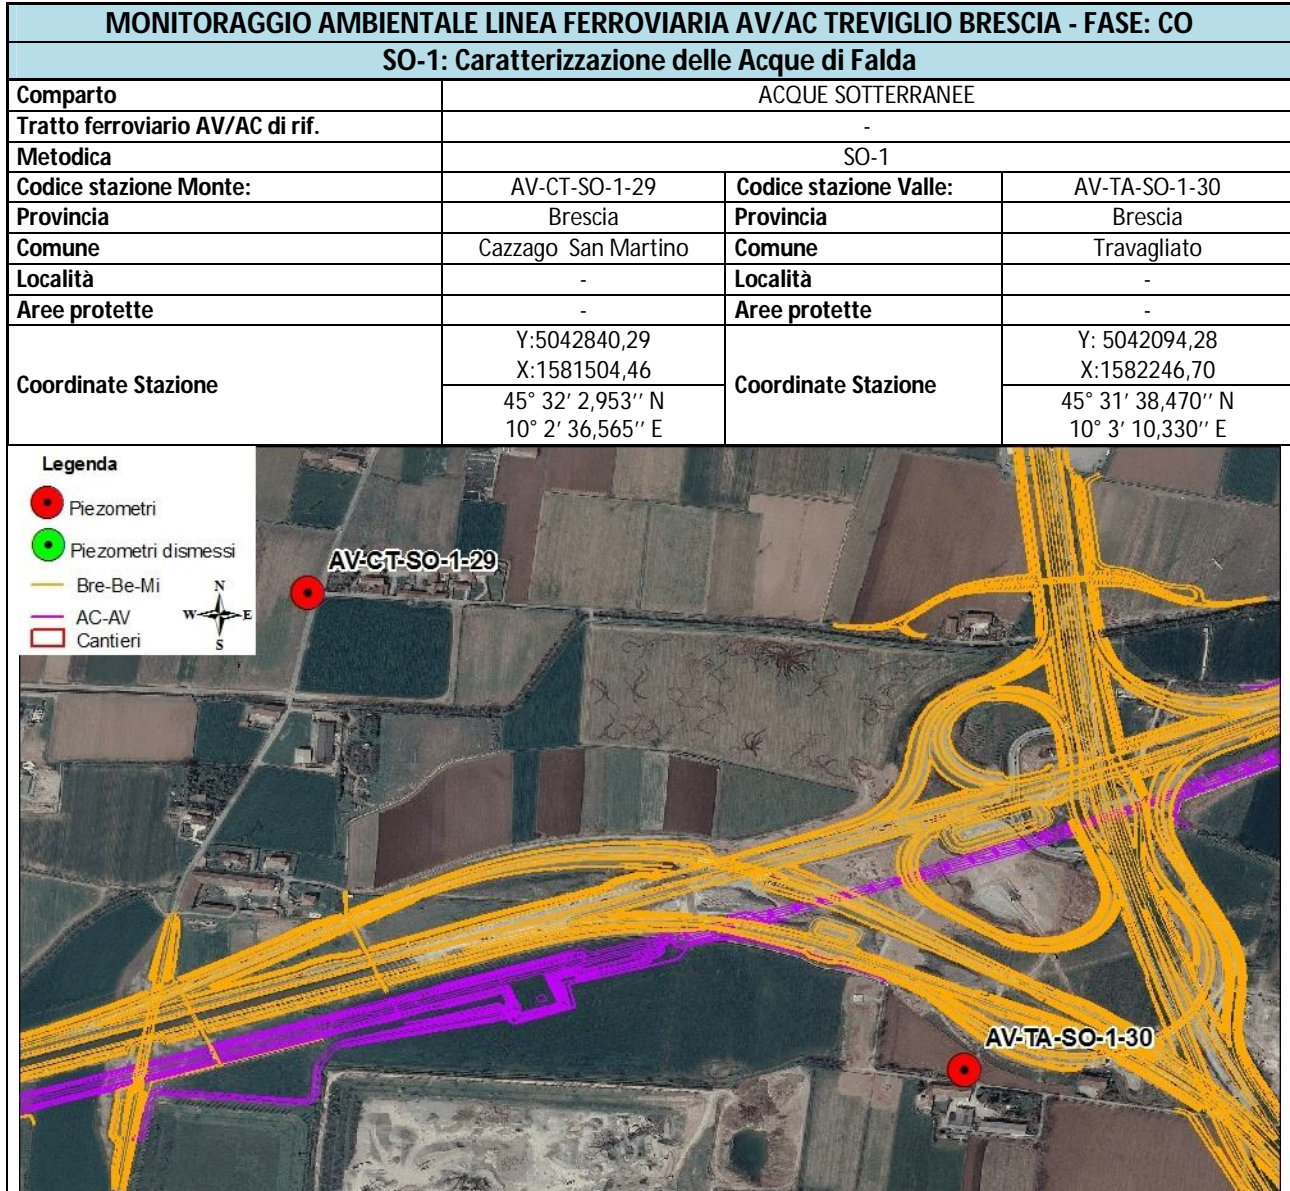 MONITORAGGIO AMBIENTALE LINEA FERROVIARIA AV/AC TREVIGLIO BRESCIA - FASE: CO
SO-1: Caratterizzazione delle Acque di Falda
Comparto ACQUE SOTTERRANEE
Tratto ferroviario AV/AC di rif. -
Metodica SO-1
Codice stazione Monte: AV-CT-SO-1-29 Codice stazione Valle: AV-TA-SO-1-30
Provincia Brescia Provincia Brescia
Comune Cazzago San Martino Comune Travagliato
Località - Località -
Aree protette - Aree protette -
Coordinate Stazione
Y:5042840,29
X:1581504,46
45° 32′ 2,953′′ N
10° 2′ 36,565′′ E
Coordinate Stazione
Y: 5042094,28
X:1582246,70
45° 31′ 38,470′′ N
10° 3′ 10,330′′ E
Legenda
Piezometri
Piezometri dismessi
Bre-Be-Mi
AC-AV
Cantieri
N
W E
S
AV-CT-SO-1-29
AV-TA-SO-1-30